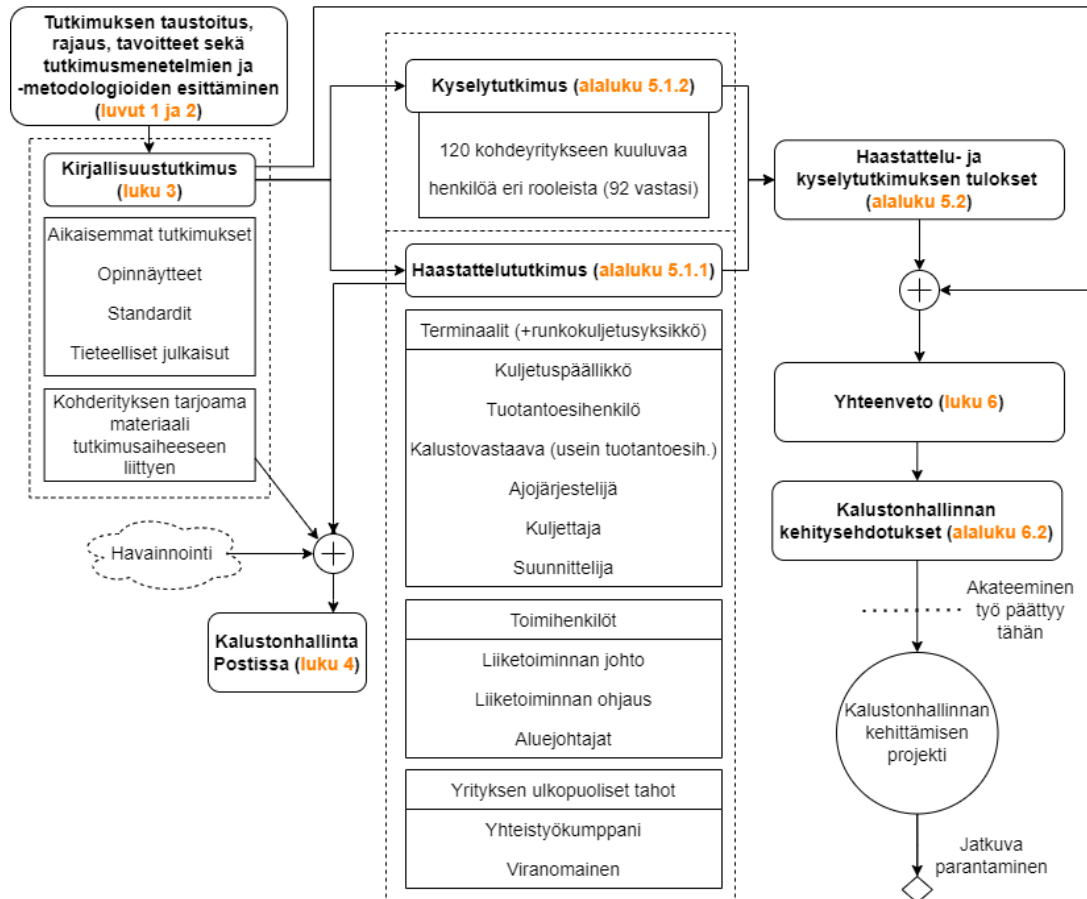 Tutkimuksen taustoitus,
rajaus, tavoitteet sekä
tutkimusmenetelmien ja
-metodologioiden esittäminen
(luvut 1 ja 2)
Kirjallisuustutkimus
(luku 3)
Aikaisemmat tutkimukset
Opinnäytteet
Standardit
Tieteelliset julkaisut
Kohderityksen tarjoama
materiaali
tutkimusaiheeseen
liittyen
Havainnointi
Kalustonhallinta
Postissa (luku 4)
Kyselytutkimus (alaluku 5.1.2)
120 kohdeyritykseen kuuluvaa
henkilöä eri rooleista (92 vastasi)
Haastattelututkimus (alaluku 5.1.1)
Terminaalit (+runkokuljetusyksikkö)
Kuljetuspäällikkö
Tuotantoesihenkilö
Kalustovastaava (usein tuotantoesih.)
Ajojärjestelijä
Kuljettaja
Suunnittelija
Toimihenkilöt
Liiketoiminnan johto
Liiketoiminnan ohjaus
Aluejohtajat
Yrityksen ulkopuoliset tahot
Yhteistyökumppani
Viranomainen
Haastattelu- ja
kyselytutkimuksen tulokset
(alaluku 5.2)
Yhteenveto (luku 6)
Kalustonhallinnan
kehitysehdotukset (alaluku 6.2)
Akateeminen
työ päättyy
tähän
Kalustonhallinnan
kehittämisen
projekti
Jatkuva
parantaminen